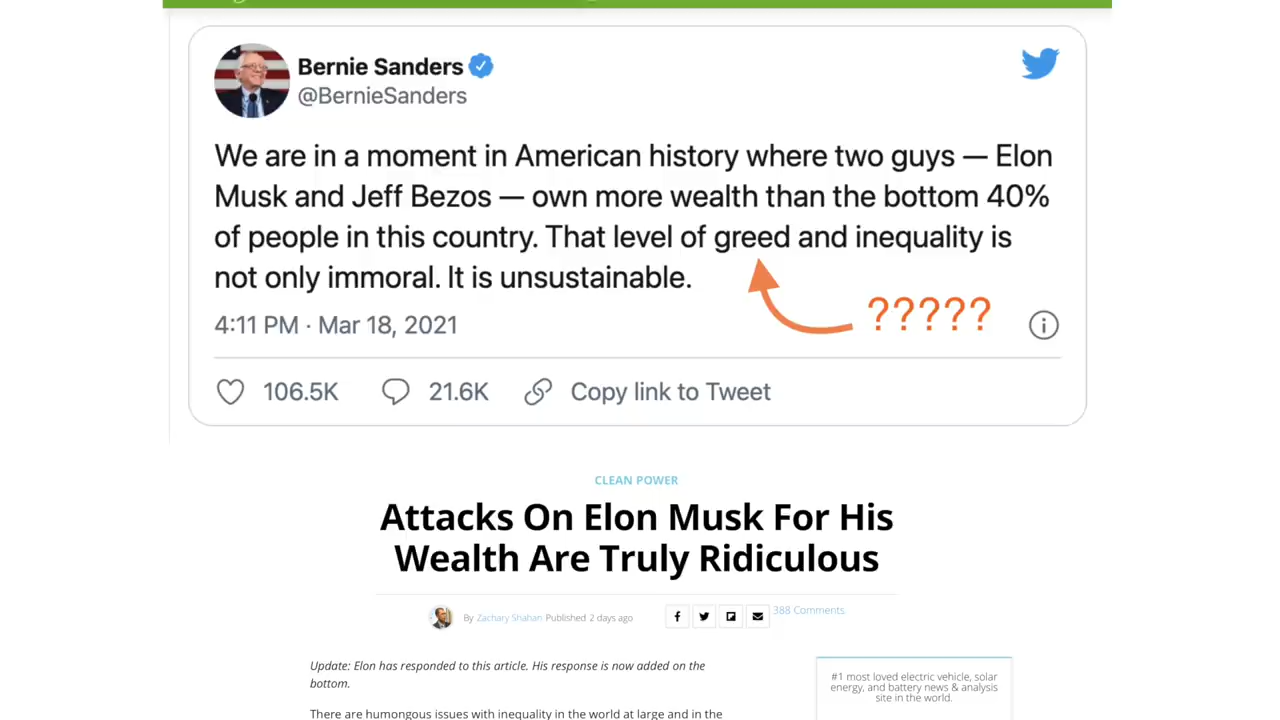 Bernie Sanders
@BernieSanders
We are in a moment in American history where two guys — Elon
Musk and Jeff Bezos — own more wealth than the bottom 40%
of people in this country. That level of greed and inequality is
not only immoral. It is unsustainable.
?????
4:11 PM · Mar 18, 2021
106.5K 21.6K Copy link to Tweet
CLEAN POWER
Attacks On Elon Musk For His
Wealth Are Truly Ridiculous
By Zachary Shahan Published 2 days ago
388 Comments
Update: Elon has responded to this article. His response is now added on the
bottom.
There are humongous issues with inequality in the world at large and in the
#1 most loved electric vehicle, solar
energy, and battery news & analysis
site in the world.